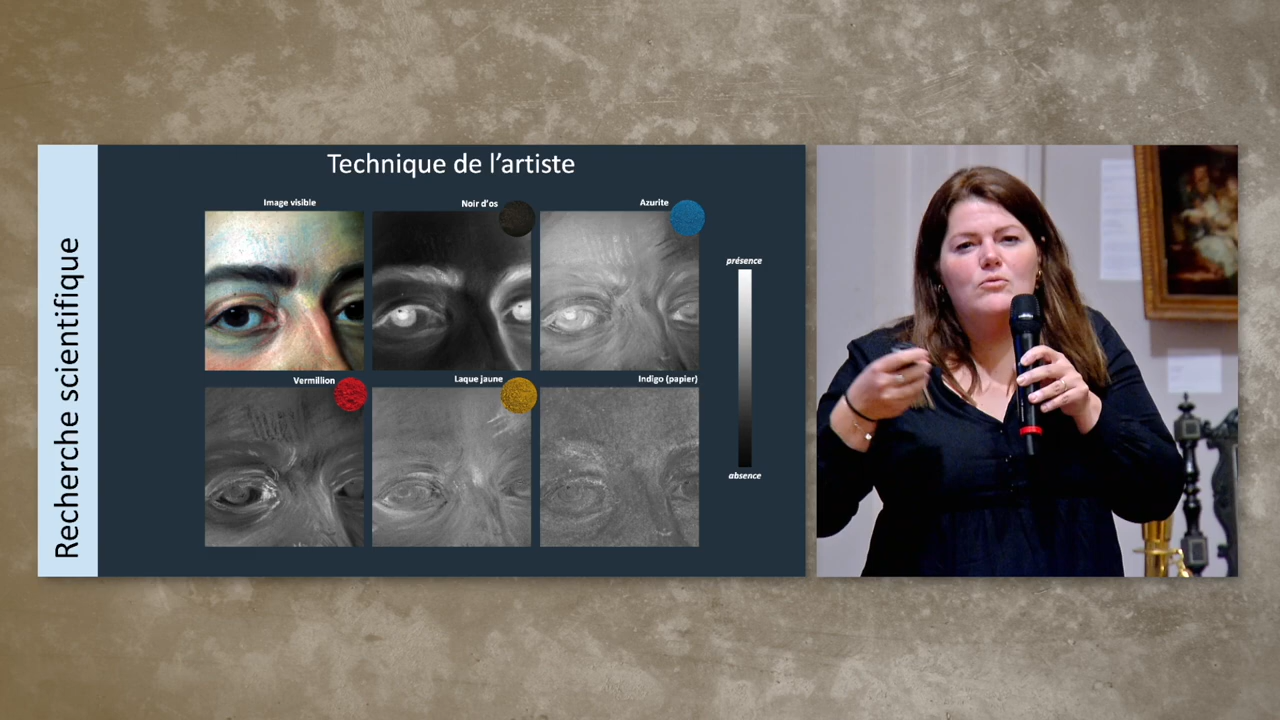 Recherche scientifique
Technique de l'artiste
Image visible
Noir d'os
Azurite
présence
Vermillion
Laque jaune
Indigo (papier)
absence